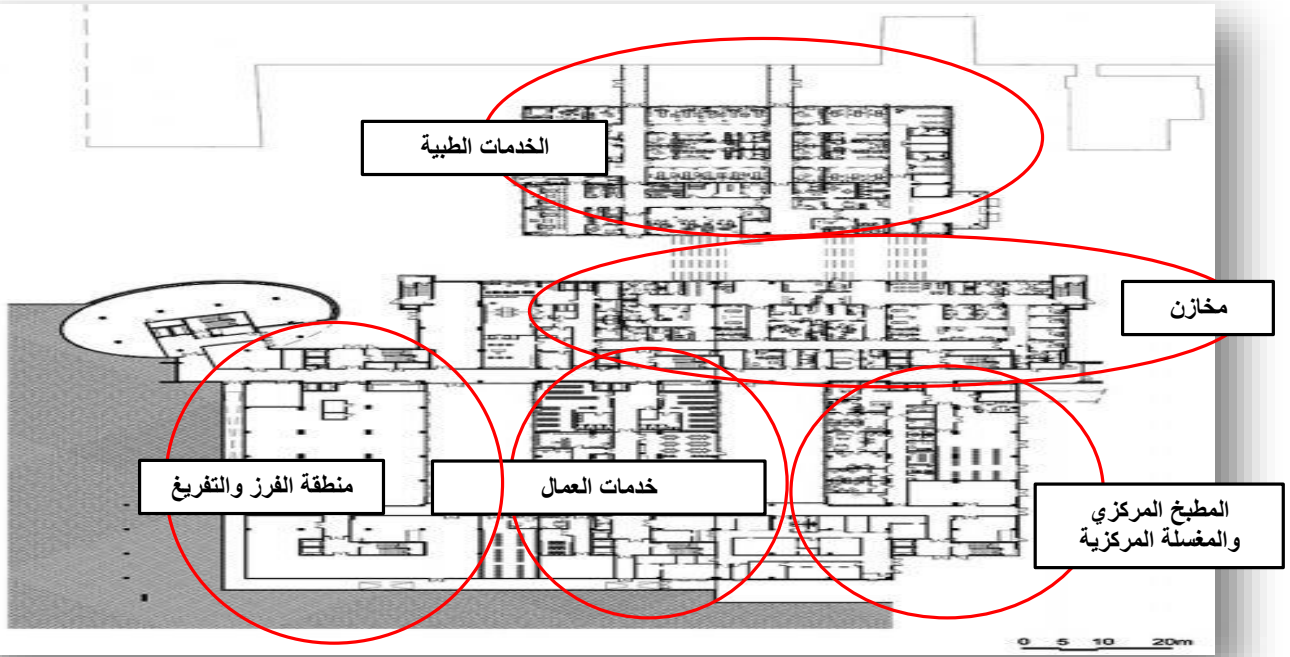 الخدمات الطبية
مخازن
منطقة الفرز والتفريغ
خدمات العمال
المطبخ المركزي
والمغسلة المركزية
0 5 10 20m